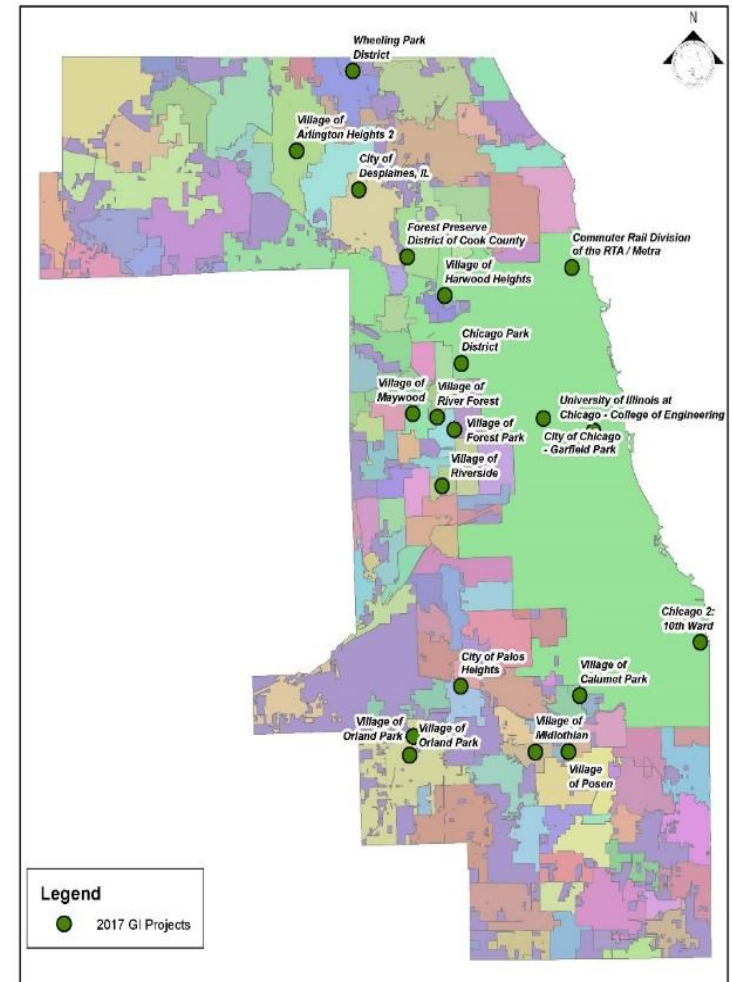 N
Wheeling Park
District
Village of
Arlington Heights 2
City of
Desplaines, IL
Forest Preserve
District of Cook County
Commuter Rail Division
of the RTA / Metra
Village of
Harwood Heights
Chicago Park
District
Village of
Maywood
Village of
River Forest
University of Illinois at
Chicago - College of Engineering
Village of
Forest Park
City of Chicago
- Garfield Park
Village of
Riverside
Chicago 2:
10th Ward
City of Palos
Heights
Village of
Calumet Park
Village of
Orland Park
Village of
Orland Park
Village of
Midlothian
Village
of Posen
Legend
2017 GI Projects